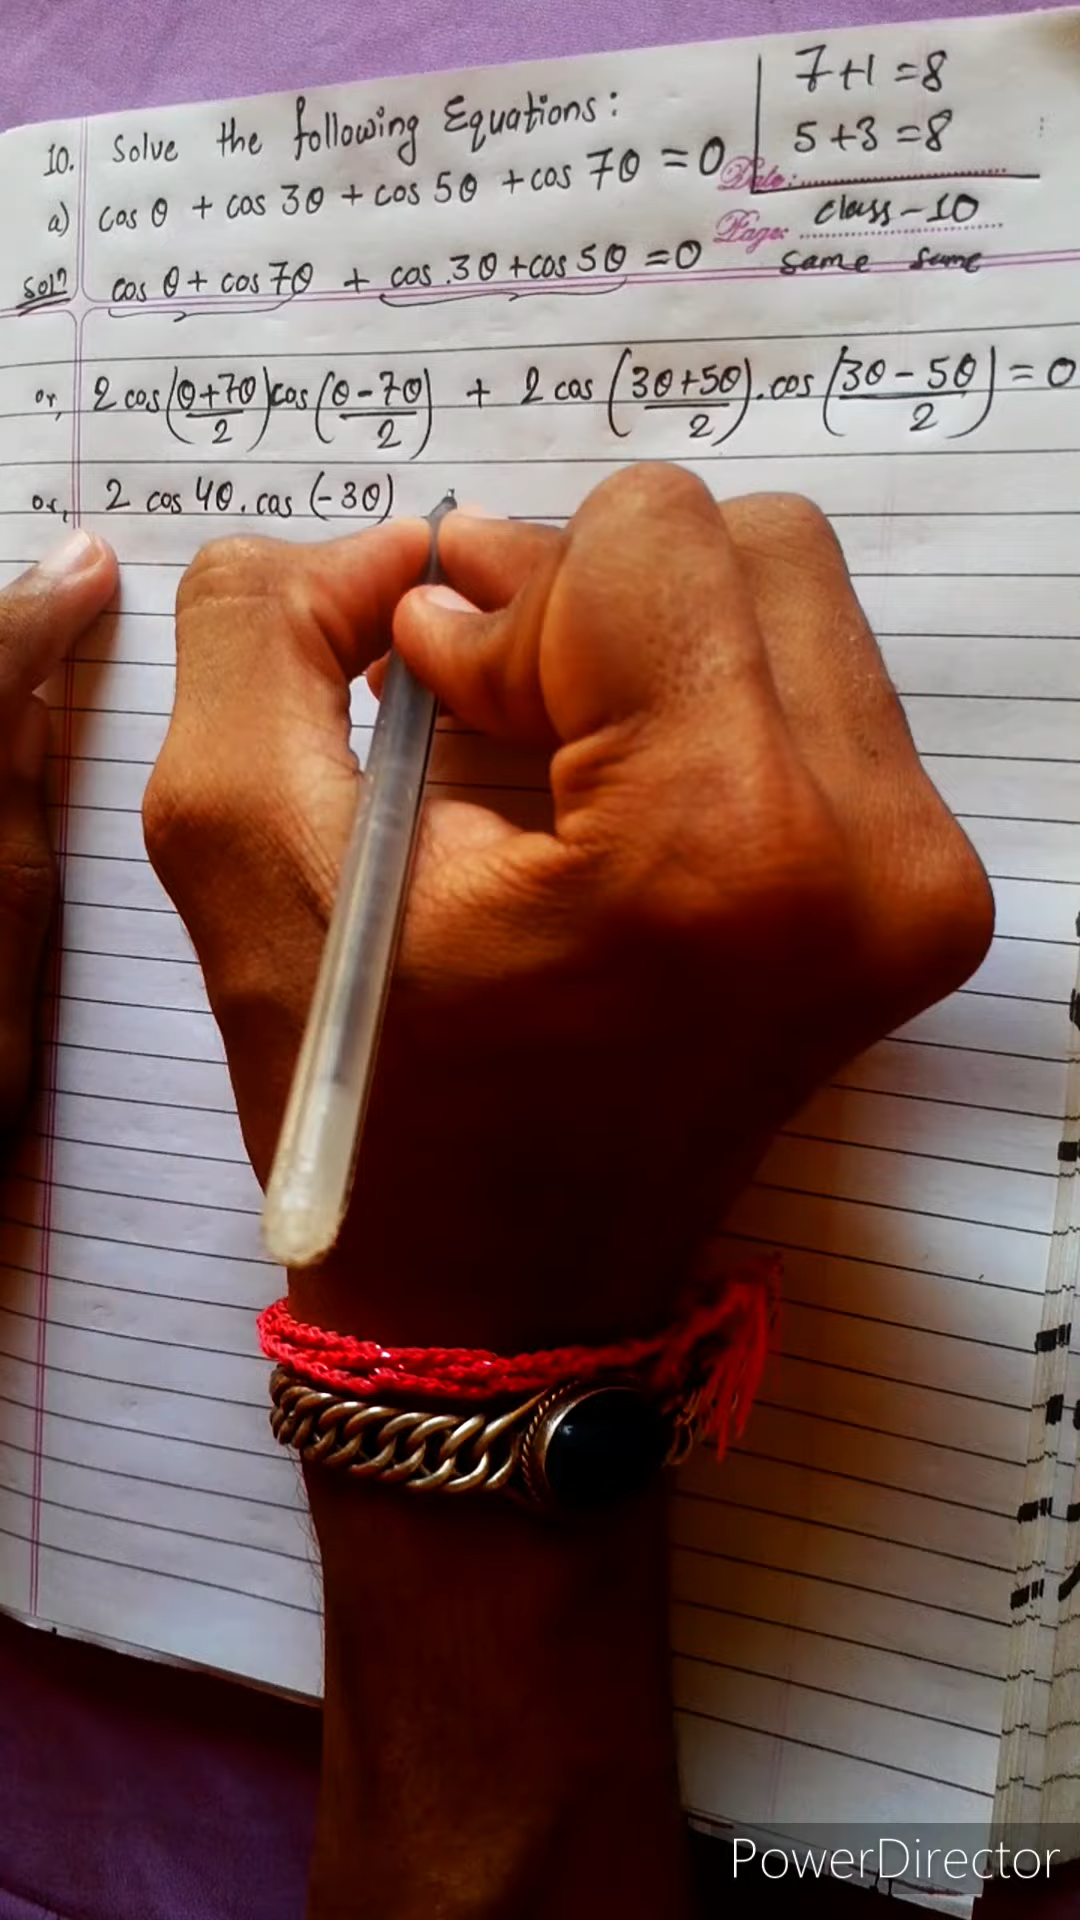 10. Solve the following Equations:
a) cos θ + cos 3θ + cos 5θ + cos 7θ = 0
7+1 =8
5+3 =8
Date:
Page: class-10
same same
Solⁿ cos θ + cos 7θ + cos 3θ + cos 5θ = 0
or, 2 cos(θ+7θ/2)cos(θ-7θ/2) + 2 cos(3θ+5θ/2).cos(3θ-5θ/2) = 0
or, 2 cos 4θ.cos (-3θ)
PowerDirector